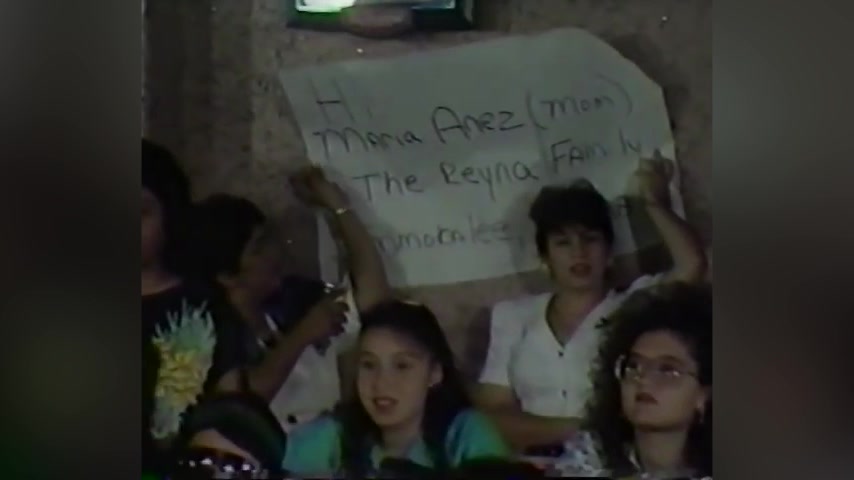 Hi
Maria Anez (mom)
The Reyna Family